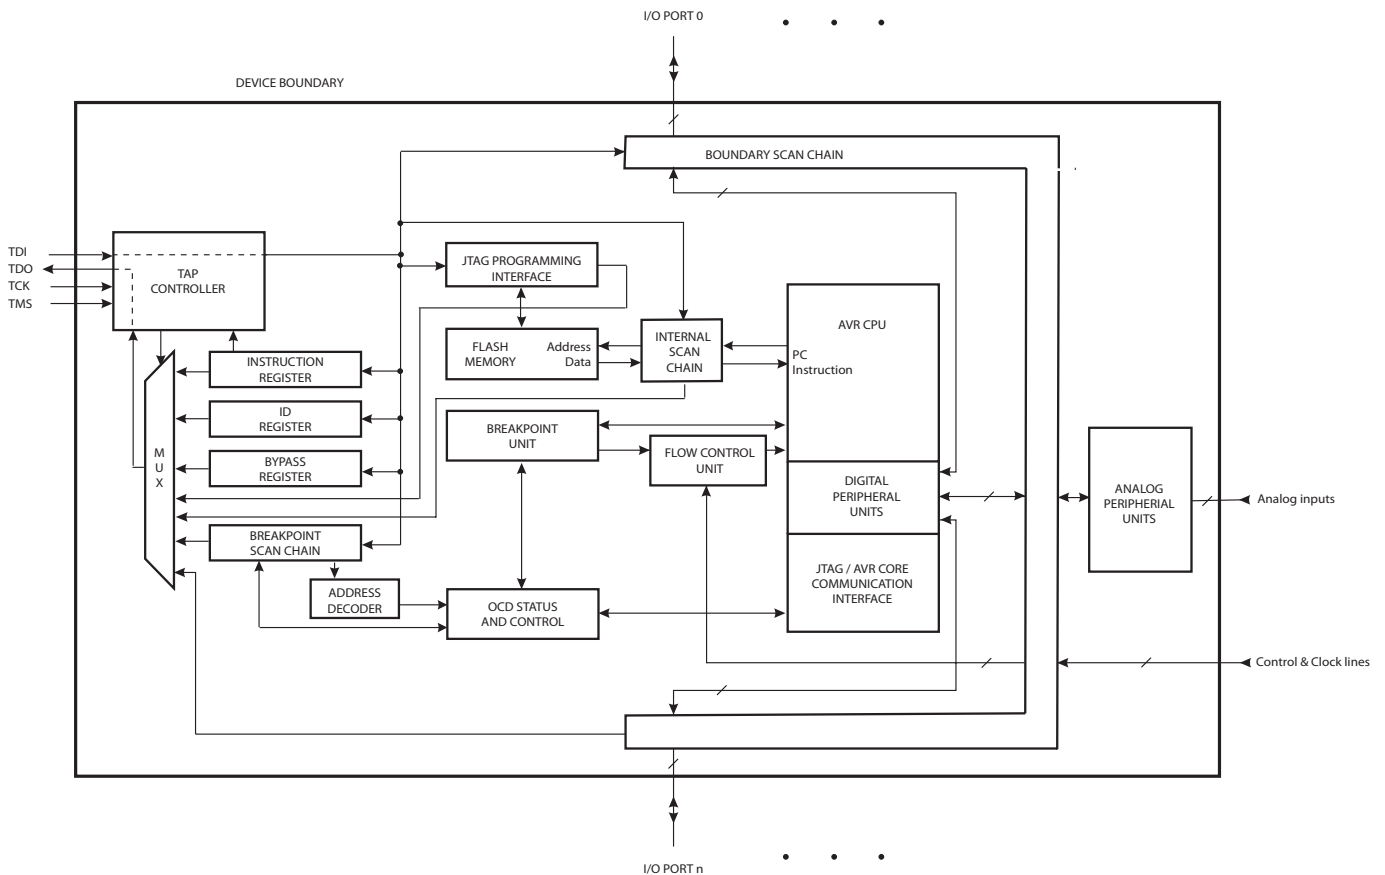 I/O PORT 0
DEVICE BOUNDARY
BOUNDARY SCAN CHAIN
TDI
TDO
TCK
TMS
TAP
CONTROLLER
JTAG PROGRAMMING
INTERFACE
FLASH
MEMORY
Address
Data
INTERNAL
SCAN
CHAIN
AVR CPU
PC
Instruction
INSTRUCTION
REGISTER
ID
REGISTER
BYPASS
REGISTER
M
U
X
BREAKPOINT
UNIT
FLOW CONTROL
UNIT
DIGITAL
PERIPHERAL
UNITS
ANALOG
PERIPHERIAL
UNITS
Analog inputs
BREAKPOINT
SCAN CHAIN
ADDRESS
DECODER
OCD STATUS
AND CONTROL
JTAG / AVR CORE
COMMUNICATION
INTERFACE
Control & Clock lines
I/O PORT n